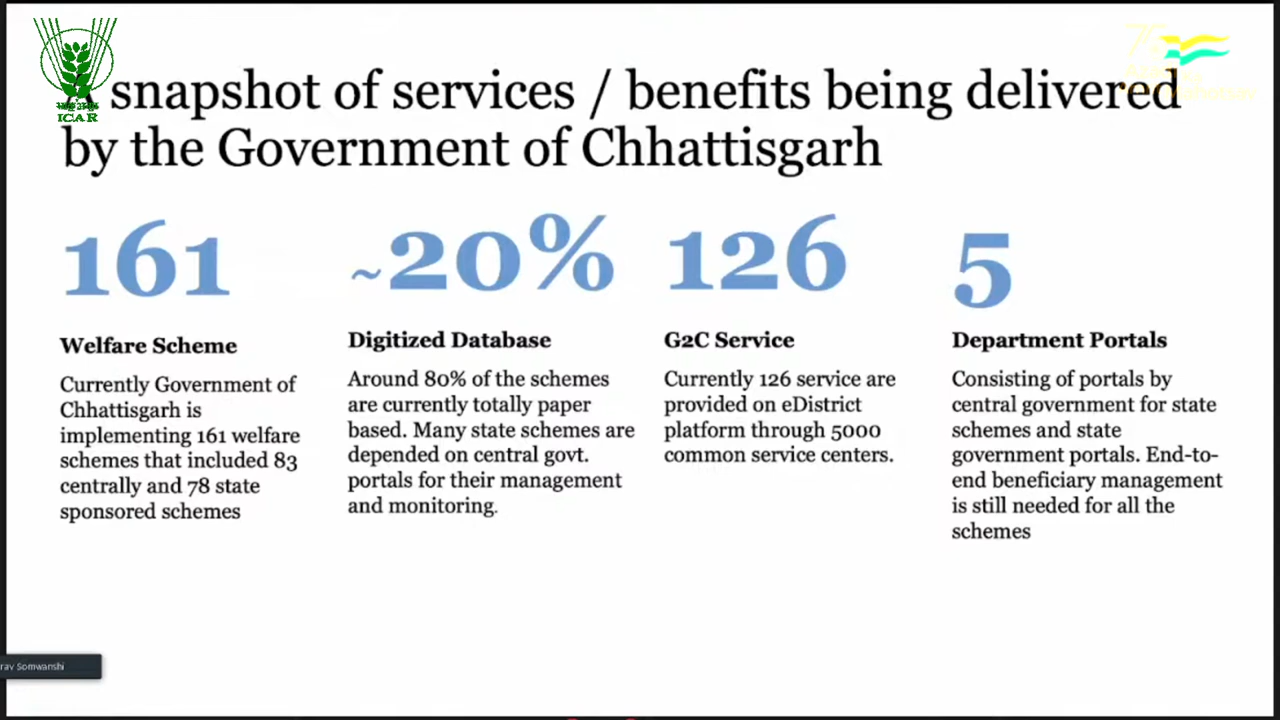 ICAR
snapshot of services / benefits being delivered
by the Government of Chhattisgarh
161
Welfare Scheme
Currently Government of
Chhattisgarh is
implementing 161 welfare
schemes that included 83
centrally and 78 state
sponsored schemes
~20%
Digitized Database
Around 80% of the schemes
are currently totally paper
based. Many state schemes are
depended on central govt.
portals for their management
and monitoring.
126
G2C Service
Currently 126 service are
provided on eDistrict
platform through 5000
common service centers.
5
Department Portals
Consisting of portals by
central government for state
schemes and state
government portals. End-to-
end beneficiary management
is still needed for all the
schemes
rav Somwanshi